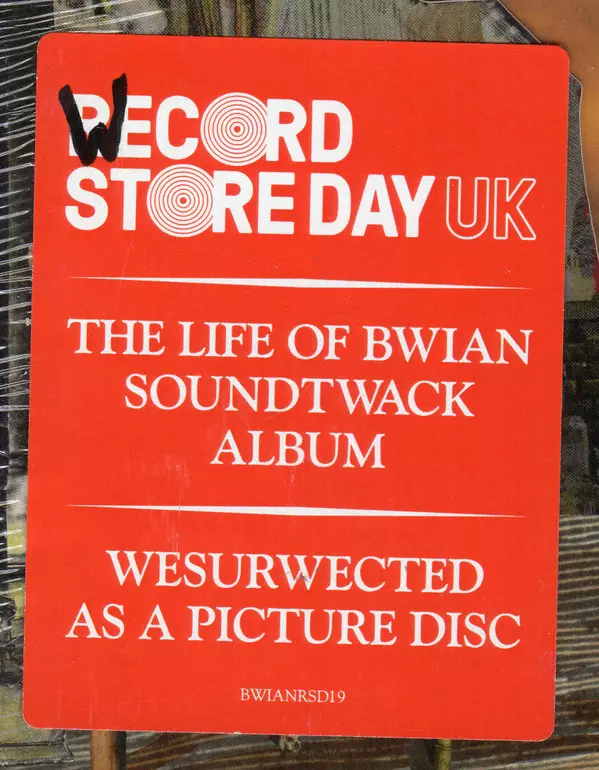 WECORD
STORE DAY UK
THE LIFE OF BWIAN
SOUNDTWACK
ALBUM
WESURWECTED
AS A PICTURE DISC
BWIANRSD19